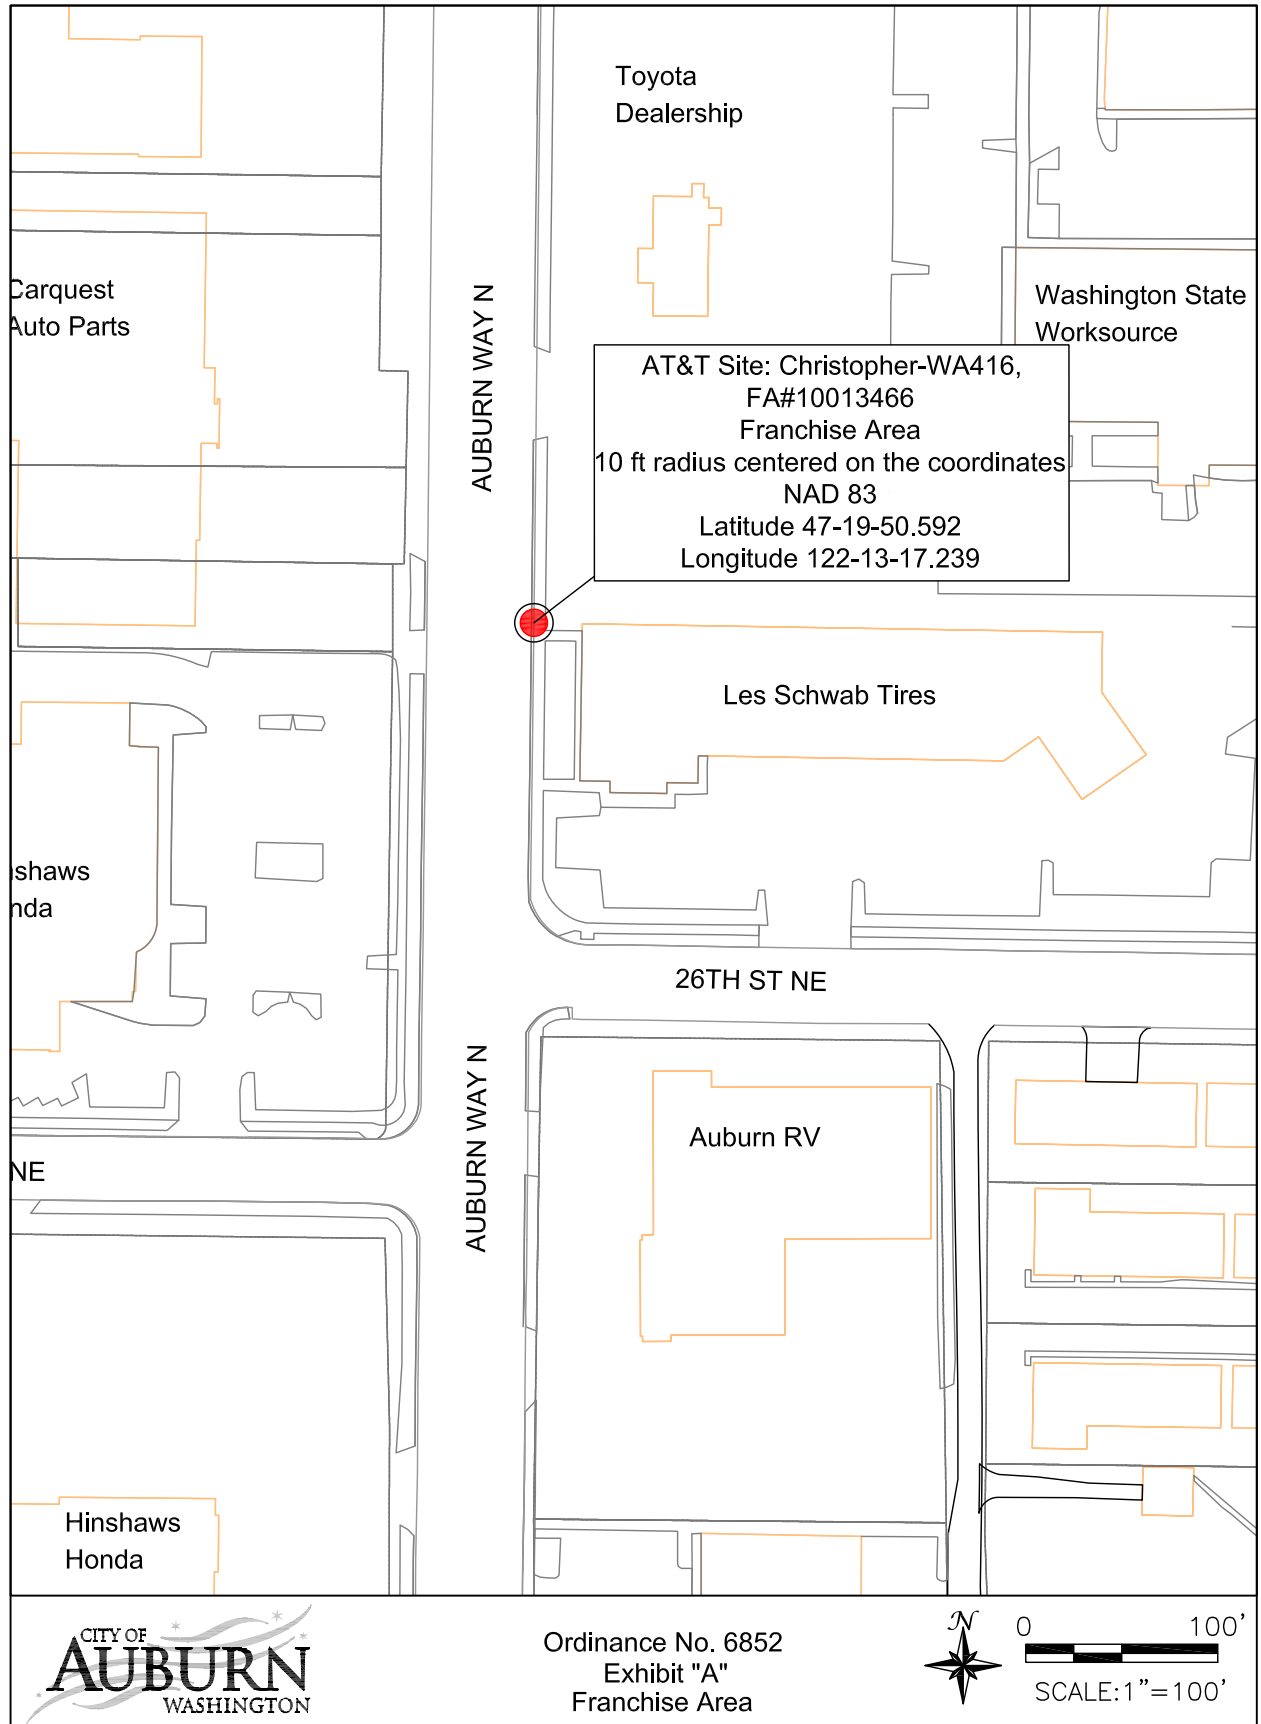 Toyota
Dealership
Carquest
Auto Parts
AUBURN WAY N
Washington State
Worksource
AT&T Site: Christopher-WA416,
FA#10013466
Franchise Area
10 ft radius centered on the coordinates
NAD 83
Latitude 47-19-50.592
Longitude 122-13-17.239
Les Schwab Tires
shaws
nda
26TH ST NE
AUBURN WAY N
Auburn RV
NE
Hinshaws
Honda
CITY OF
AUBURN
WASHINGTON
Ordinance No. 6852
Exhibit "A"
Franchise Area
N
0 100'
SCALE:1"=100'